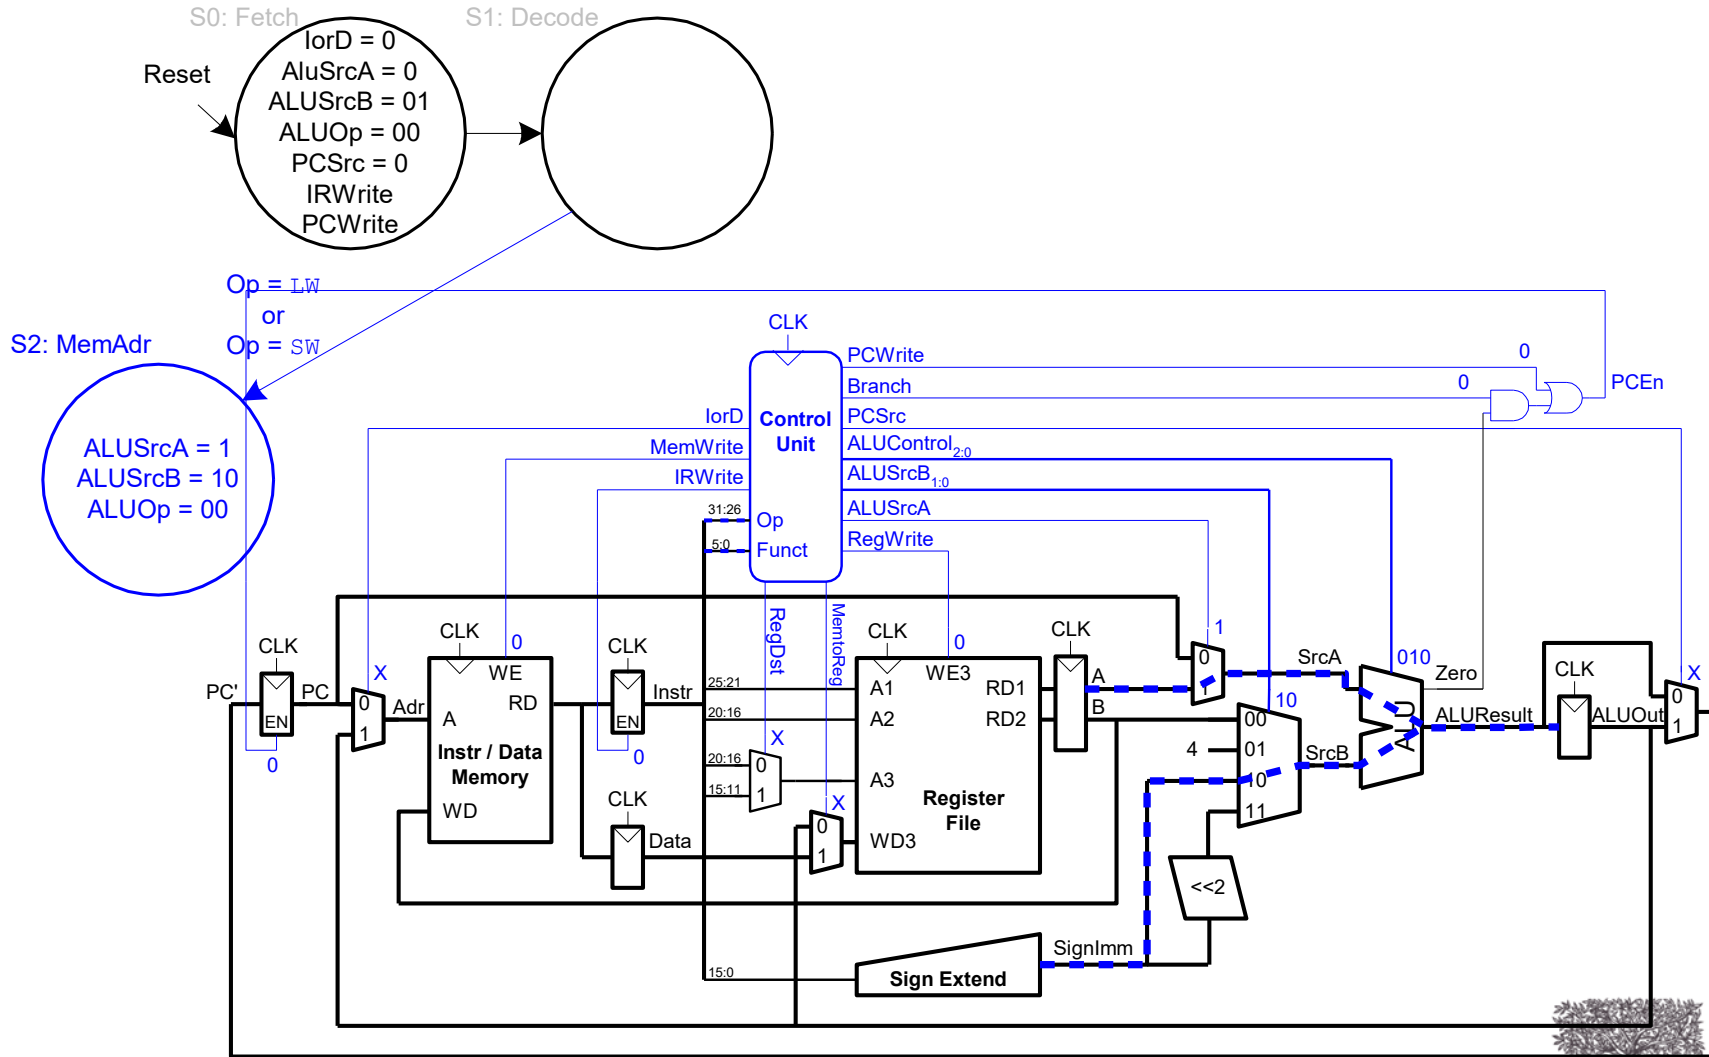 S0: Fetch
S1: Decode
Reset
IorD = 0
AluSrcA = 0
ALUSrcB = 01
ALUOp = 00
PCSrc = 0
IRWrite
PCWrite
Op = LW
or
Op = SW
S2: MemAdr
ALUSrcA = 1
ALUSrcB = 10
ALUOp = 00
CLK
PCWrite
0
Branch
0
PCEn
IorD
Control
Unit
PCSrc
MemWrite
ALUControl2:0
IRWrite
ALUSrcB1:0
31:26
Op
ALUSrcA
5:0
Funct
RegWrite
RegDst
MemtoReg
CLK
X
CLK
0
CLK
CLK
0
CLK
1
010
CLK
X
PC'
PC
EN
0
0
1
Adr
WE
RD
A
Instr / Data
Memory
WD
EN
0
Instr
CLK
Data
25:21
20:16
20:16
15:11
X
0
1
X
0
1
A1
A2
A3
WD3
WE3
RD1
RD2
Register
File
A
B
0
1
SrcA
10
00
4
01
10
11
SrcB
ALU
Zero
ALUResult
ALUOut
0
1
<<2
SignImm
15:0
Sign Extend